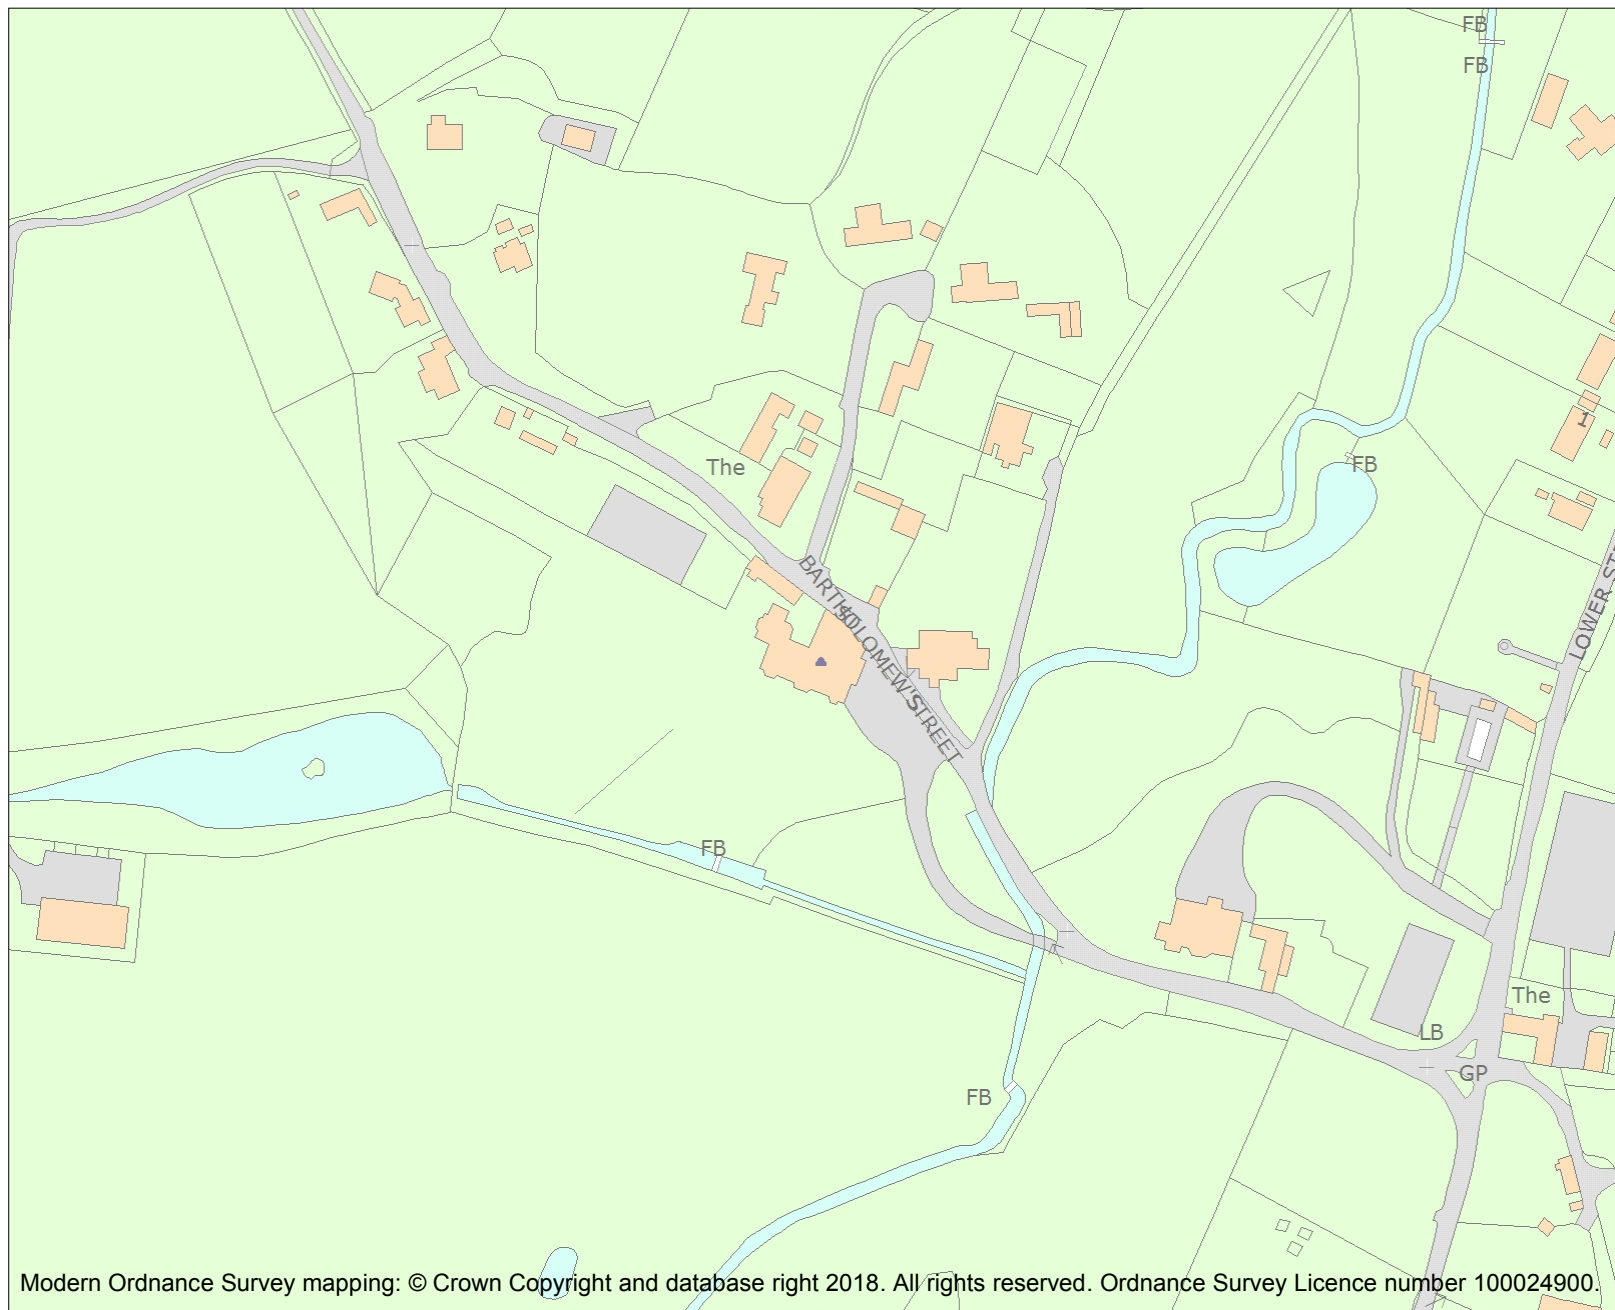 FB
FB
1
The
FB
BARTHOLOMEW'S STREET
LOWER ST
FB
The
LB
GP
FB
Modern Ordnance Survey mapping: © Crown Copyright and database right 2018. All rights reserved. Ordnance Survey Licence number 100024900.